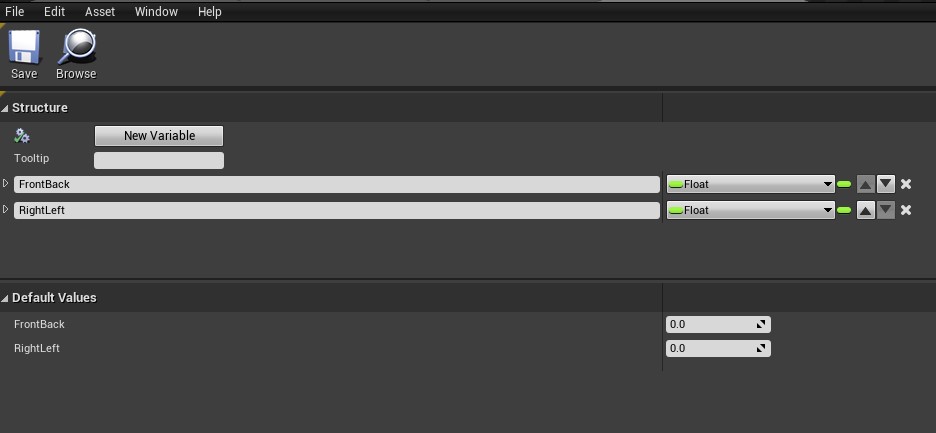 File Edit Asset Window Help
Save Browse
Structure
New Variable
Tooltip
FrontBack Float
RightLeft Float
Default Values
FrontBack 0.0
RightLeft 0.0